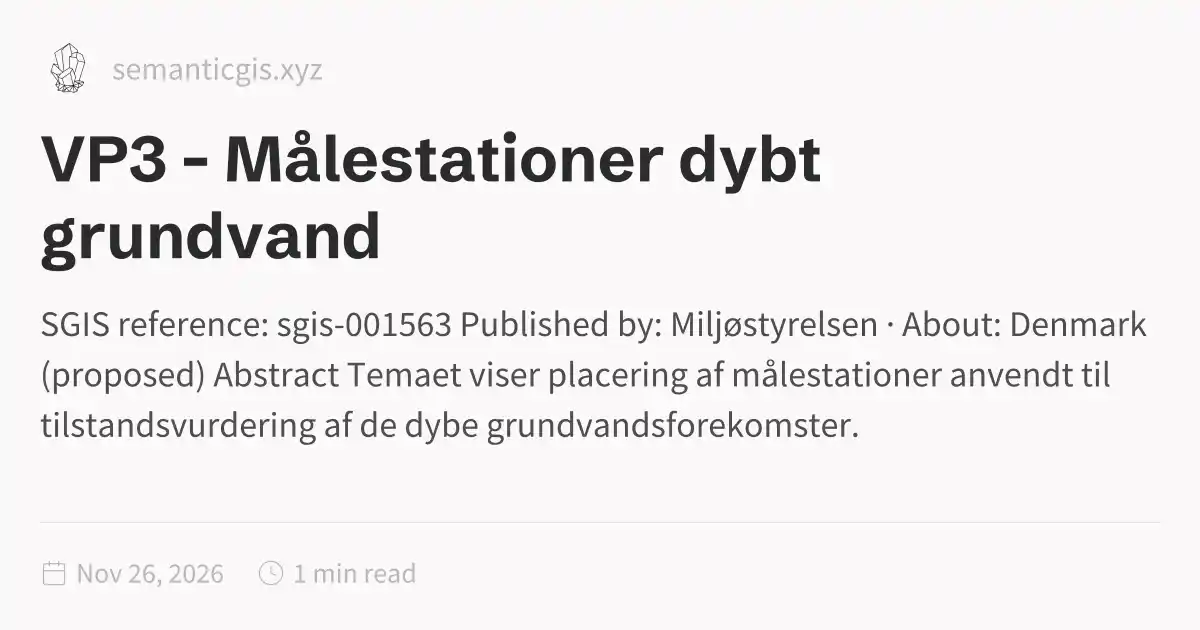 semanticgis.xyz
VP3 - Målestationer dybt
grundvand
SGIS reference: sgis-001563 Published by: Miljøstyrelsen · About: Denmark
(proposed) Abstract Temaet viser placering af målestationer anvendt til
tilstandsvurdering af de dybe grundvandsforekomster.
Nov 26, 2026 1 min read